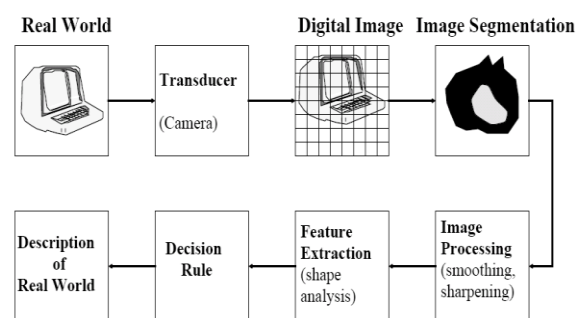 Real World
Digital Image
Image Segmentation
Transducer
(Camera)
Description
of
Real World
Decision
Rule
Feature
Extraction
(shape
analysis)
Image
Processing
(smoothing,
sharpening)